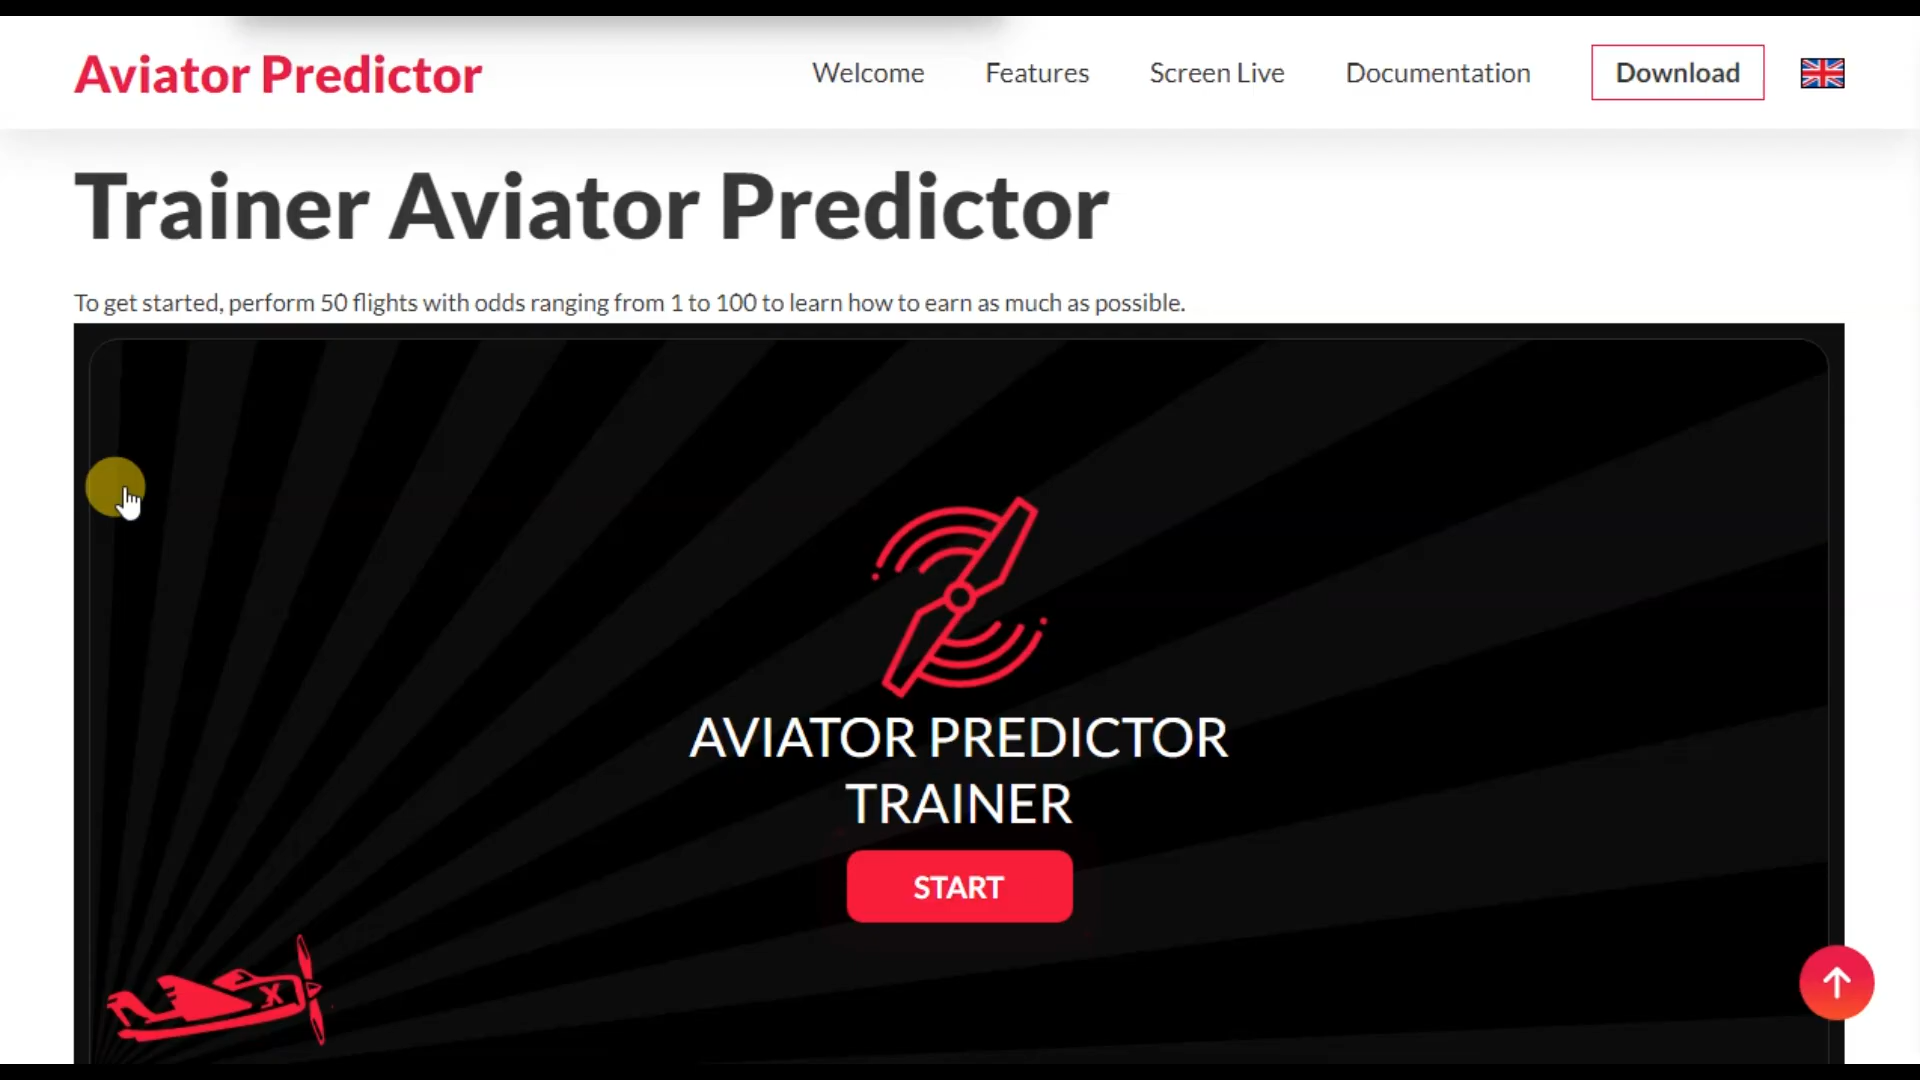 Aviator Predictor
Welcome
Features
Screen Live
Documentation
Download
Trainer Aviator Predictor
To get started, perform 50 flights with odds ranging from 1 to 100 to learn how to earn as much as possible.
AVIATOR PREDICTOR
TRAINER
START
X